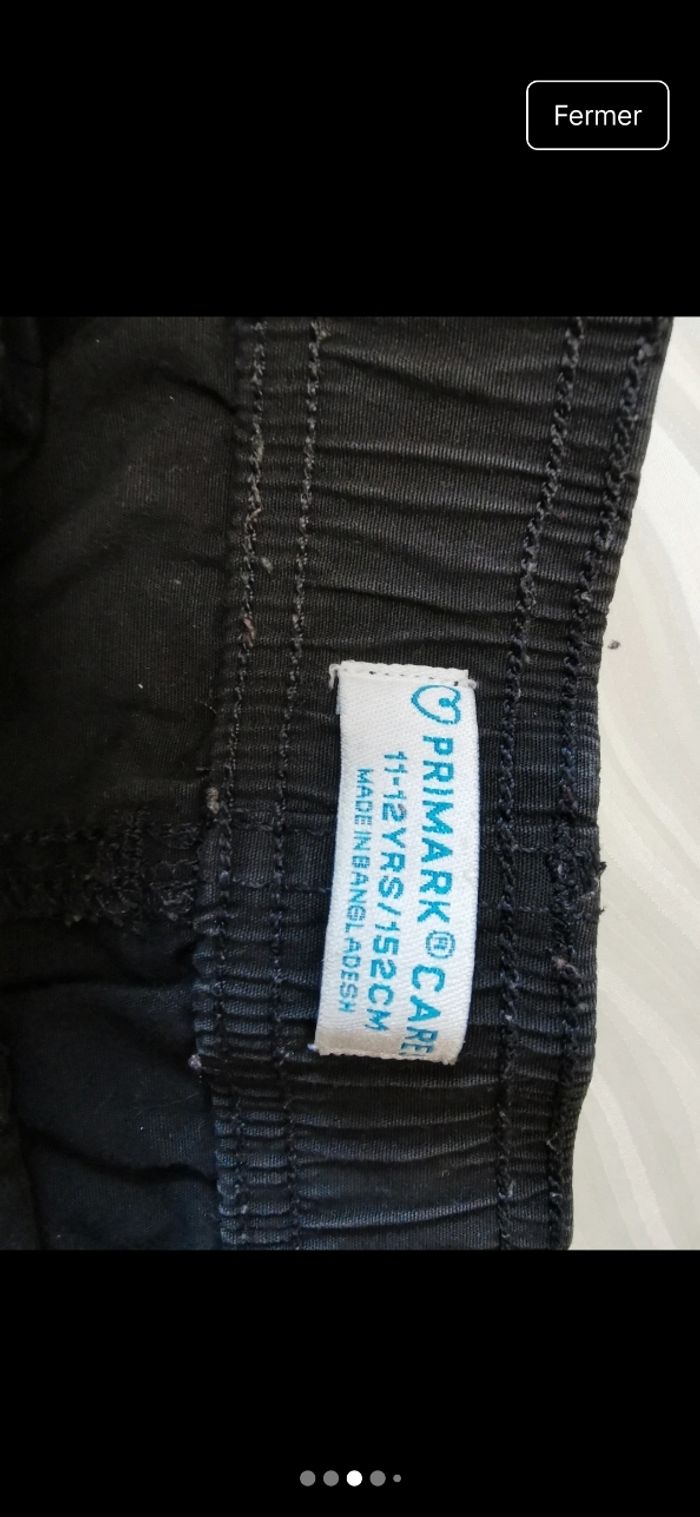 Fermer
PRIMARK® CARE
11-12YRS/152CM
MADE IN BANGLADESH